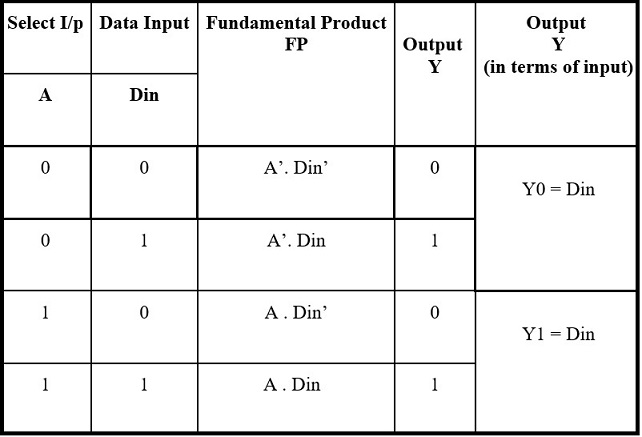 Select I/p Data Input Fundamental Product
FP Output
Y Output
Y
(in terms of input)
A Din
0 0 A’. Din’ 0 Y0 = Din
0 1 A’. Din 1
1 0 A . Din’ 0 Y1 = Din
1 1 A . Din 1